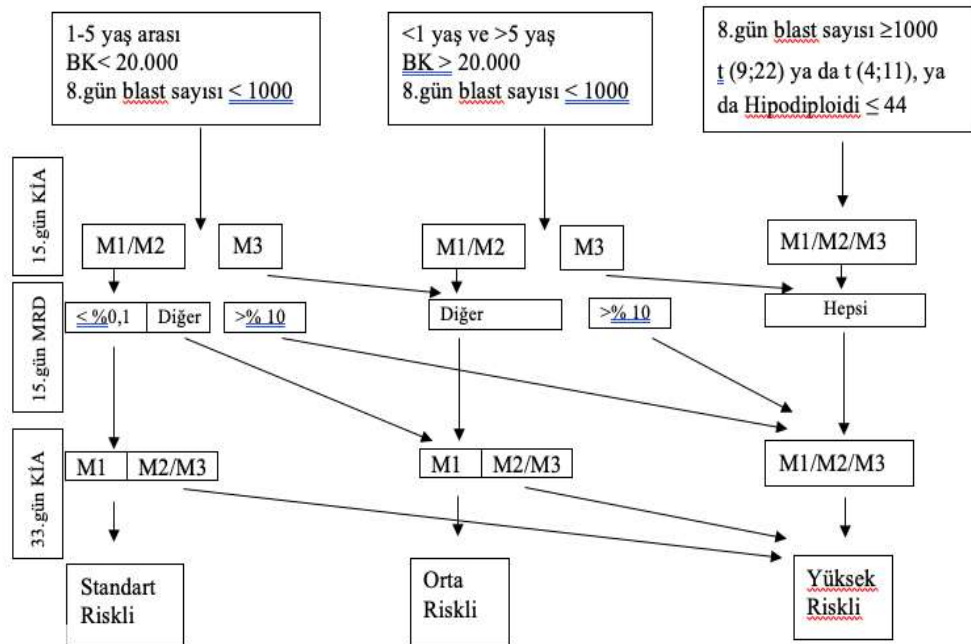 1-5 yaş arası
BK< 20.000
8.gün blast sayısı < 1000
<1 yaş ve >5 yaş
BK > 20.000
8.gün blast sayısı < 1000
8.gün blast sayısı ≥1000
t (9;22) ya da t (4;11), ya
da Hipodiploidi ≤ 44
15.gün KİA
M1/M2
M3
M1/M2
M3
M1/M2/M3
15.gün MRD
< %0,1
Diğer
>% 10
Diğer
>% 10
Hepsi
33.gün KİA
M1
M2/M3
M1
M2/M3
M1/M2/M3
Standart
Riskli
Orta
Riskli
Yüksek
Riskli